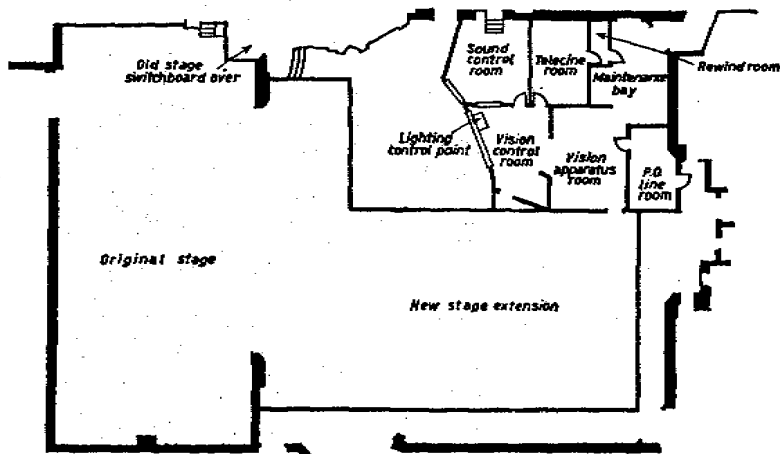 Old stage
switchboard over
Sound
control
room
Telecine
room
Rewind room
Maintenance
bay
Lighting
control point
Vision
control
room
Vision
apparatus
room
P.O.
line
room
Original stage
New stage extension